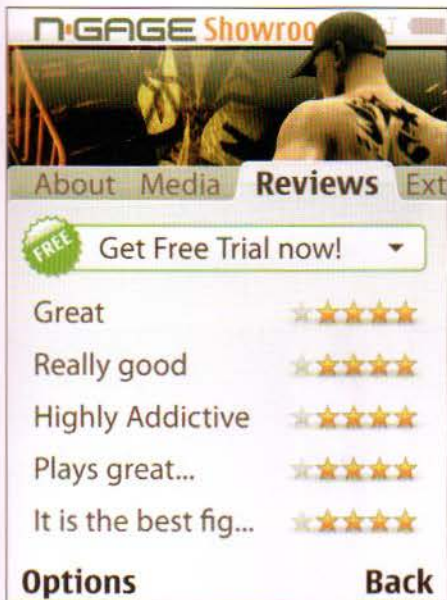 N·GAGE Showroo
About Media Reviews Ext
FREE Get Free Trial now!
Great
Really good
Highly Addictive
Plays great...
It is the best fig...
Options Back